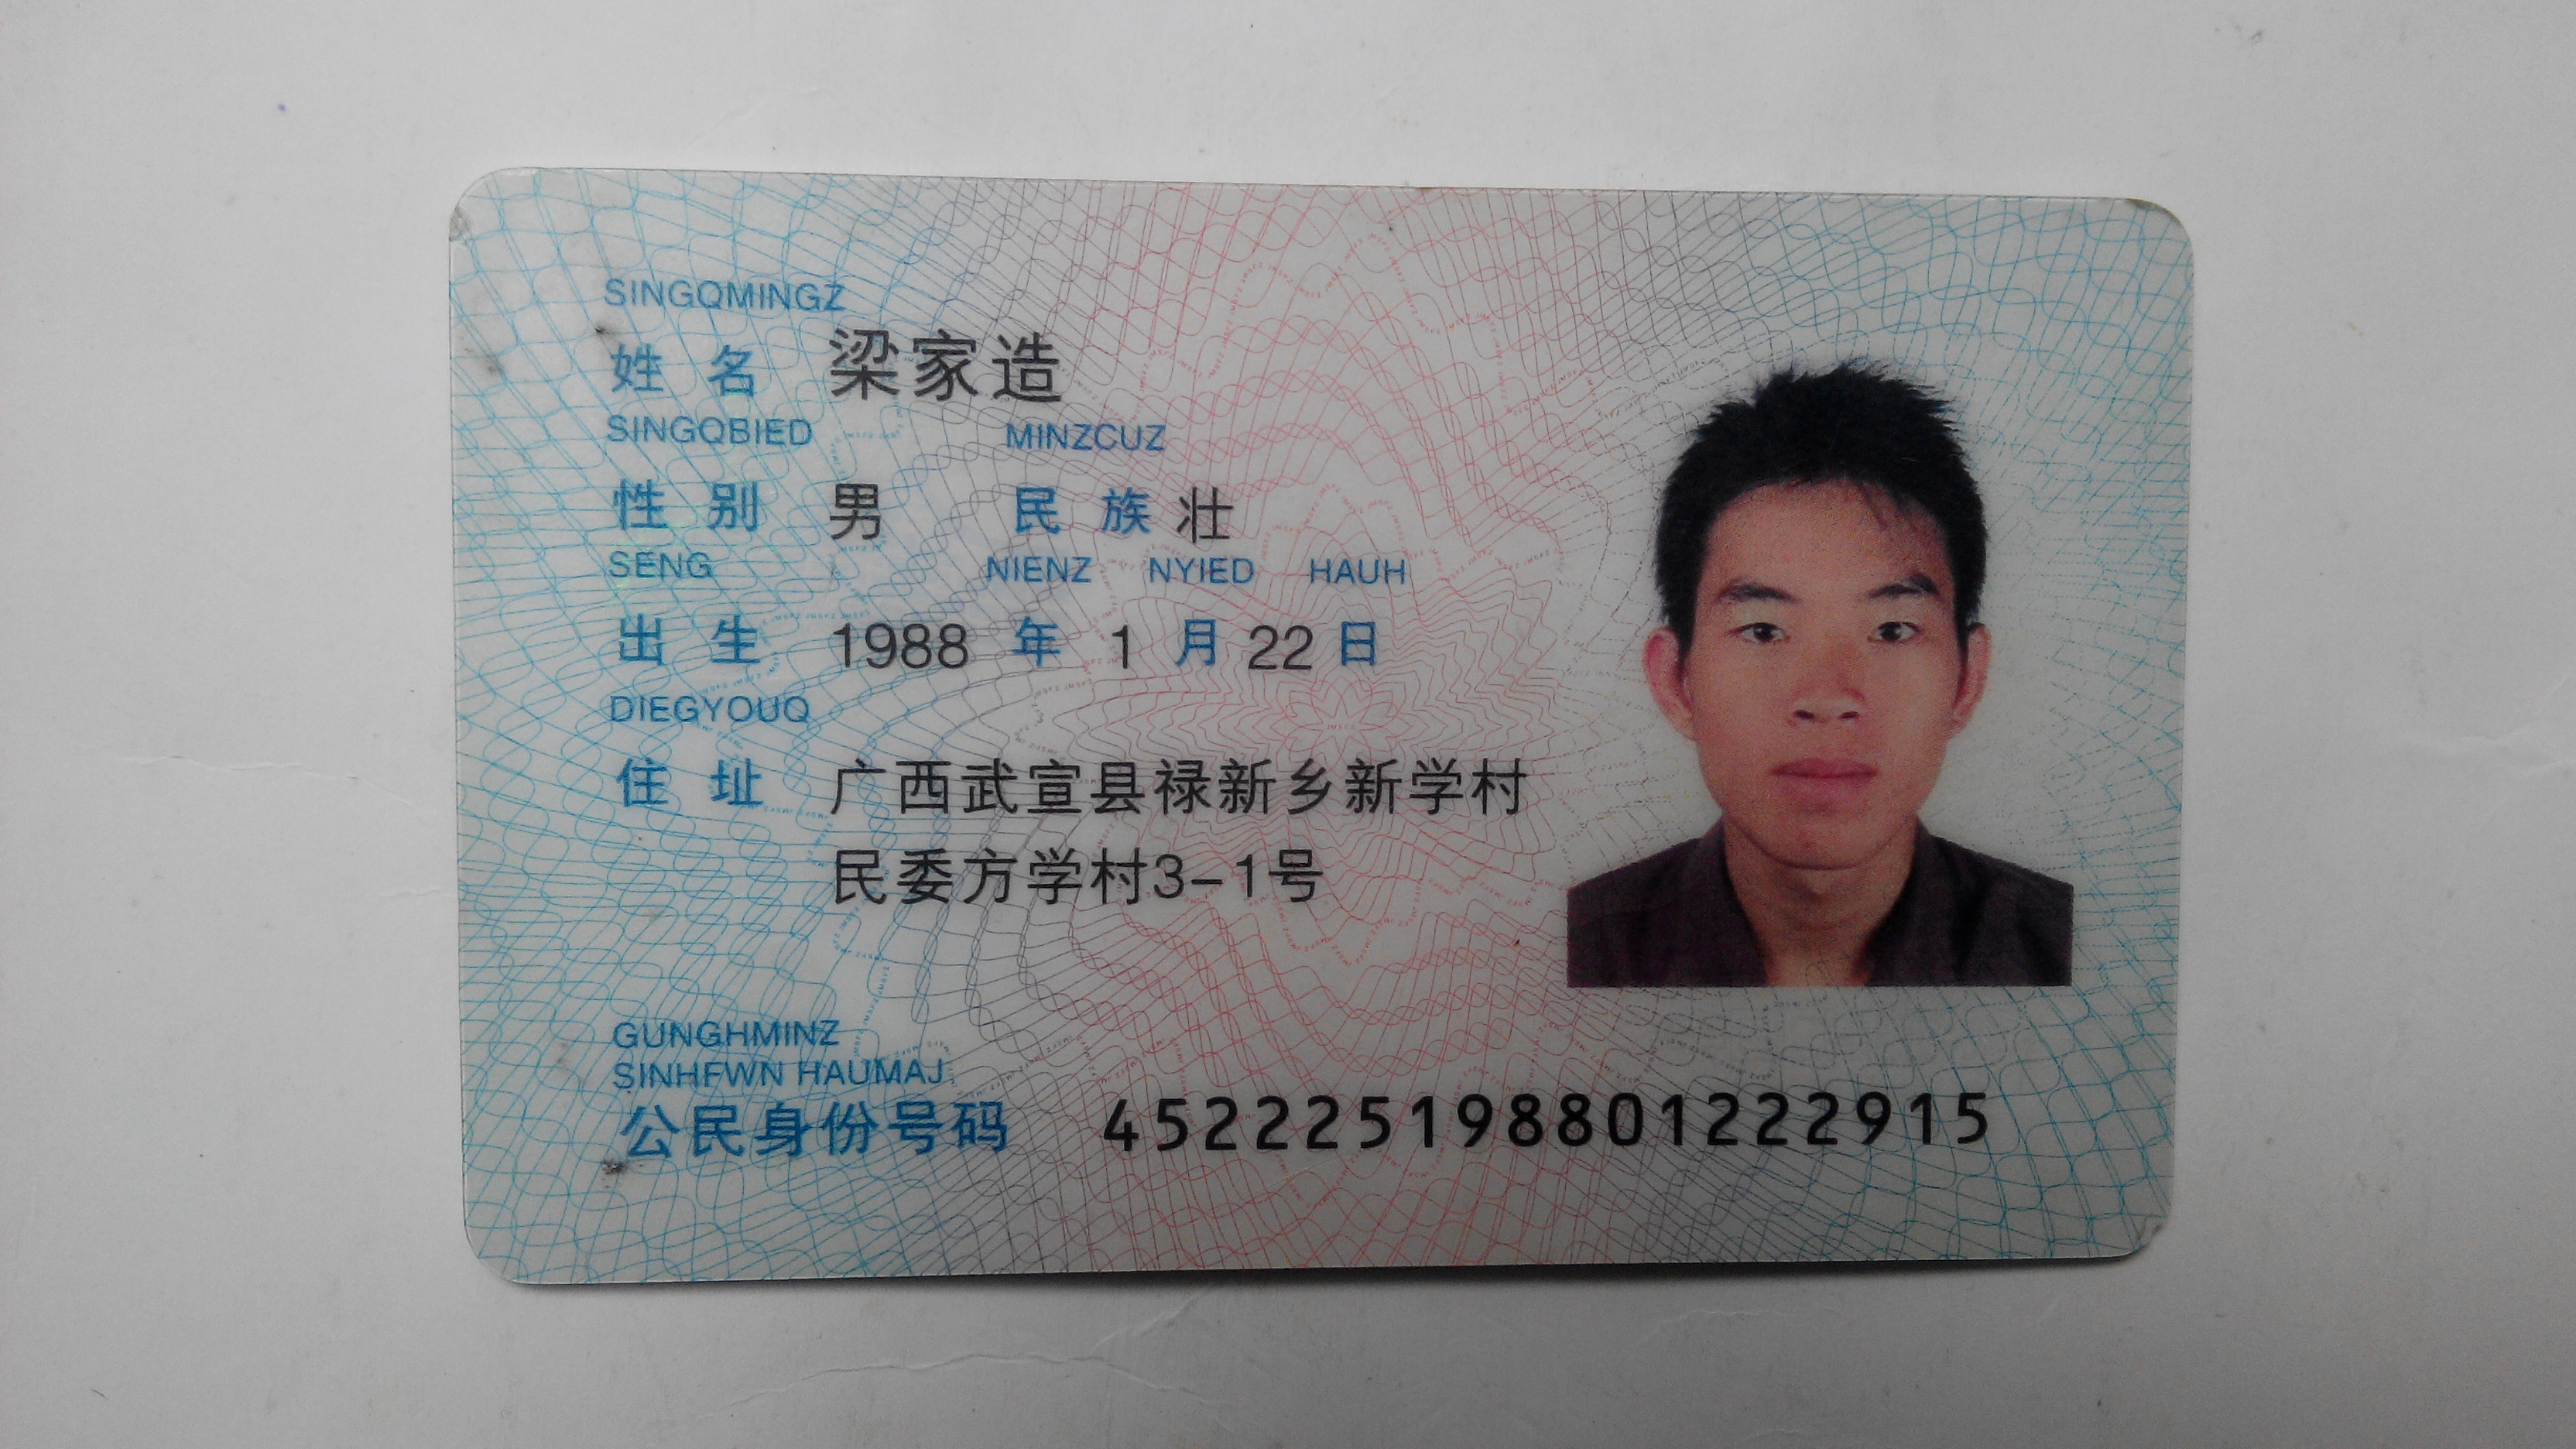 SINGQMINGZ
姓 名 梁家造
SINGQBIED MINZCUZ
性 别 男 民 族 壮
SENG NIENZ NYIED HAUH
出 生 1988 年 1 月 22 日
DIEGYOUQ
住 址 广西武宣县禄新乡新学村
民委方学村3-1号
GUNGHMINZ
SINHFWN HAUMAJ
公民身份号码 452225198801222915